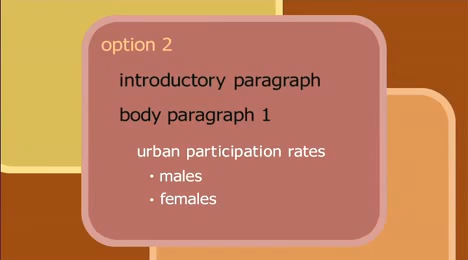 option 2
introductory paragraph
body paragraph 1
urban participation rates
• males
• females